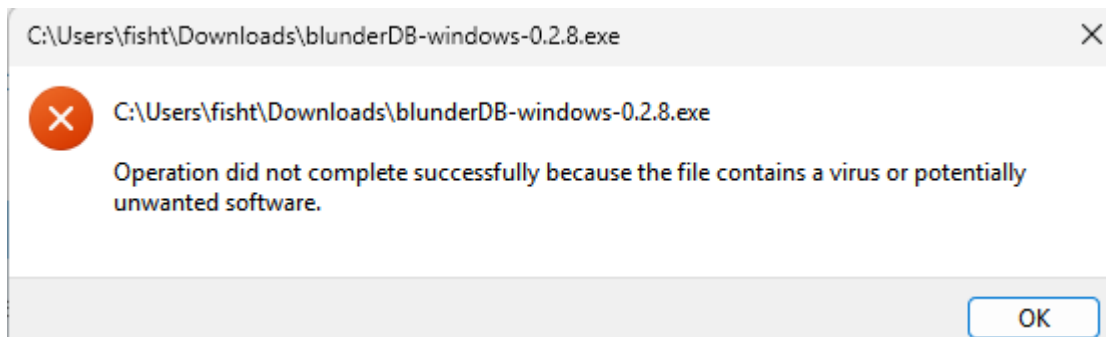 C:\Users\fisht\Downloads\blunderDB-windows-0.2.8.exe
C:\Users\fisht\Downloads\blunderDB-windows-0.2.8.exe
Operation did not complete successfully because the file contains a virus or potentially
unwanted software.
OK